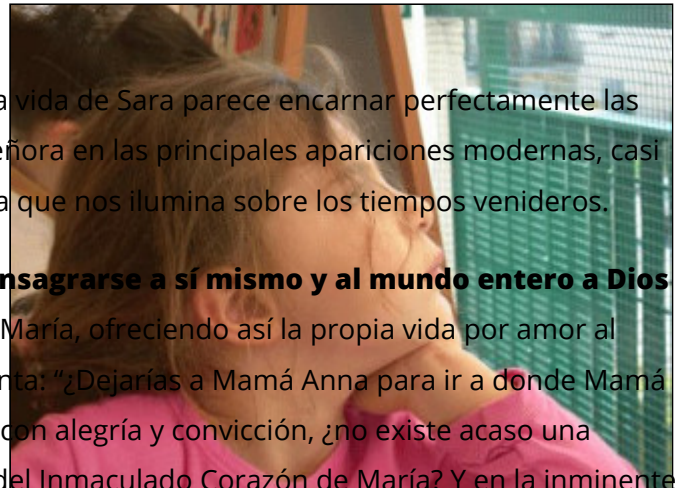 a vida de Sara parece encarnar perfectamente las
eñora en las principales apariciones modernas, casi
a que nos ilumina sobre los tiempos venideros.
nsagrarse a sí mismo y al mundo entero a Dios
María, ofreciendo así la propia vida por amor al
nta: “¿Dejarías a Mamá Anna para ir a donde Mamá
con alegría y convicción, ¿no existe acaso una
del Inmaculado Corazón de María? Y en la inminente